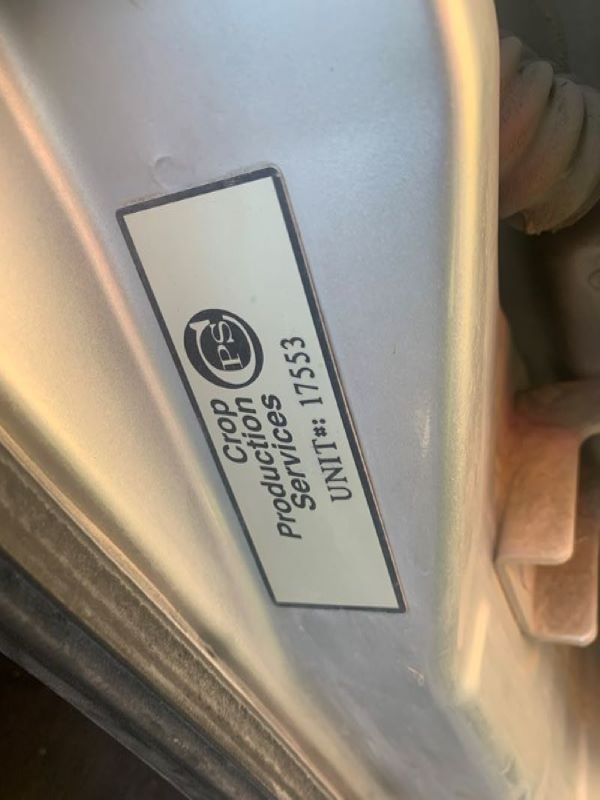 CPS
Crop
Production
Services
UNIT#: 17553